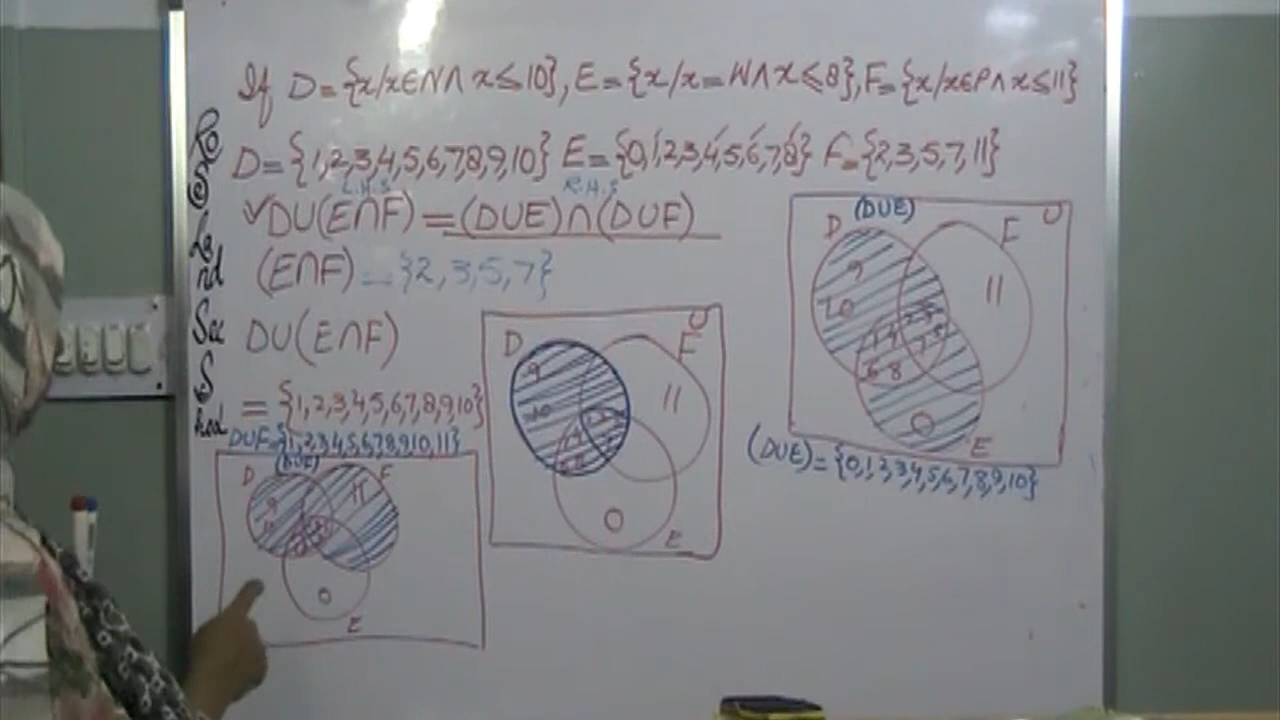 If D={x/x∈N∧x≤10}, E={x/x=W∧x≤8}, F={x/x∈P∧x≤11}
D={1,2,3,4,5,6,7,8,9,10} E={0,1,2,3,4,5,6,7,8} F={2,3,5,7,11}
L.H.S R.H.S
✓DU(E∩F)=(DUE)∩(DUF)
(E∩F)={2,3,5,7}
DU(E∩F)
={1,2,3,4,5,6,7,8,9,10}
DUF={1,2,3,4,5,6,7,8,9,10,11}
(DUE)
D F
9 11
0
E
D U
F
9
10 11
0
E
(DUE) U
D F
9 11
10
6 8
0
E
(DUE)={0,1,2,3,4,5,6,7,8,9,10}